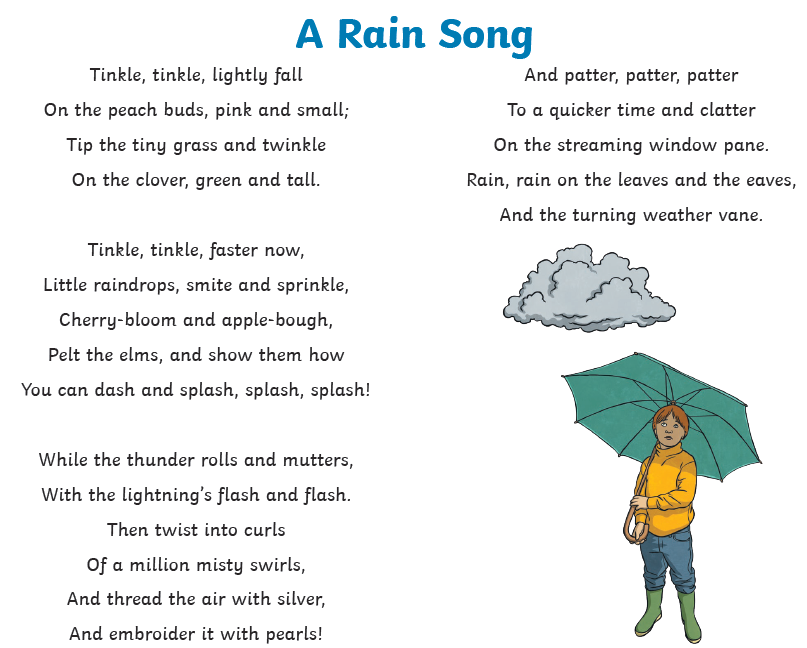 A Rain Song
Tinkle, tinkle, lightly fall
On the peach buds, pink and small;
Tip the tiny grass and twinkle
On the clover, green and tall.
Tinkle, tinkle, faster now,
Little raindrops, smite and sprinkle,
Cherry-bloom and apple-bough,
Pelt the elms, and show them how
You can dash and splash, splash, splash!
While the thunder rolls and mutters,
With the lightning’s flash and flash.
Then twist into curls
Of a million misty swirls,
And thread the air with silver,
And embroider it with pearls!
And patter, patter, patter
To a quicker time and clatter
On the streaming window pane.
Rain, rain on the leaves and the eaves,
And the turning weather vane.